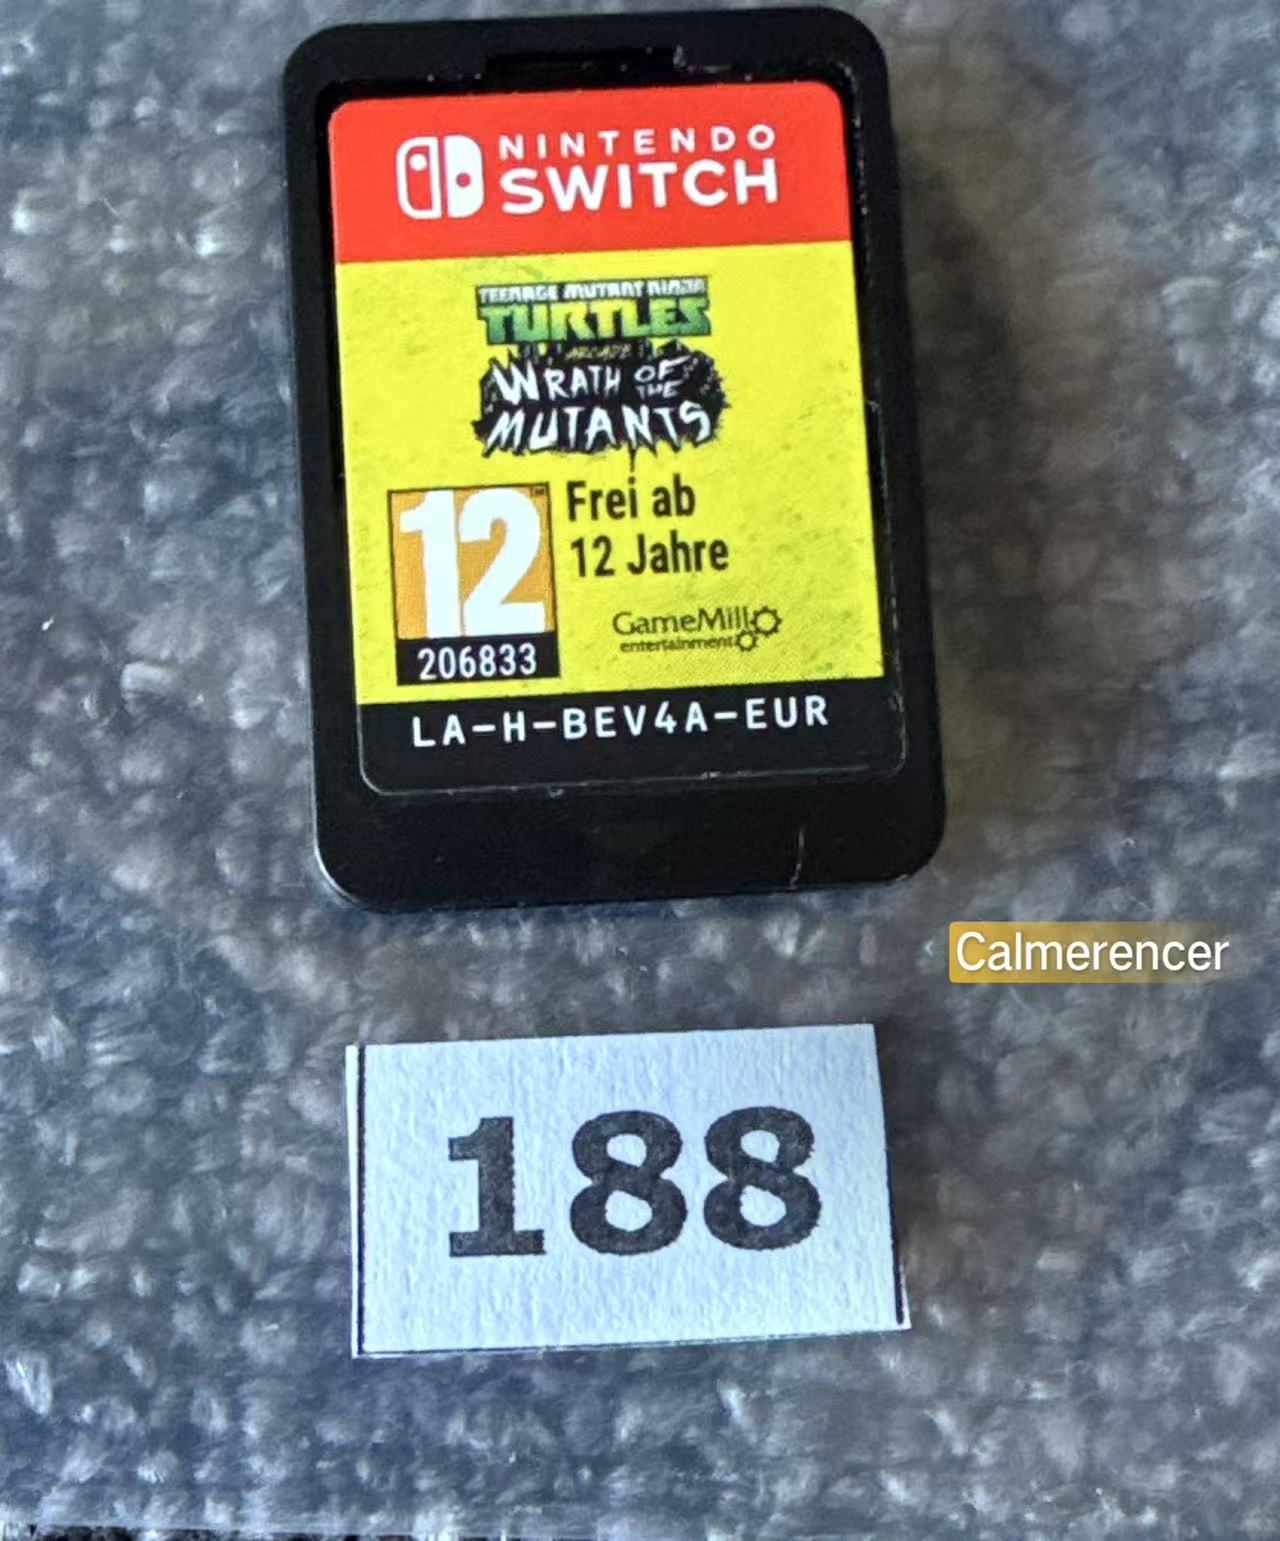 NINTENDO
SWITCH
TEENAGE MUTANT NINJA
TURTLES
ARCADE
WRATH OF
THE
MUTANTS
12™
Frei ab
12 Jahre
GameMill
entertainment
206833
LA-H-BEV4A-EUR
Calmerencer
188